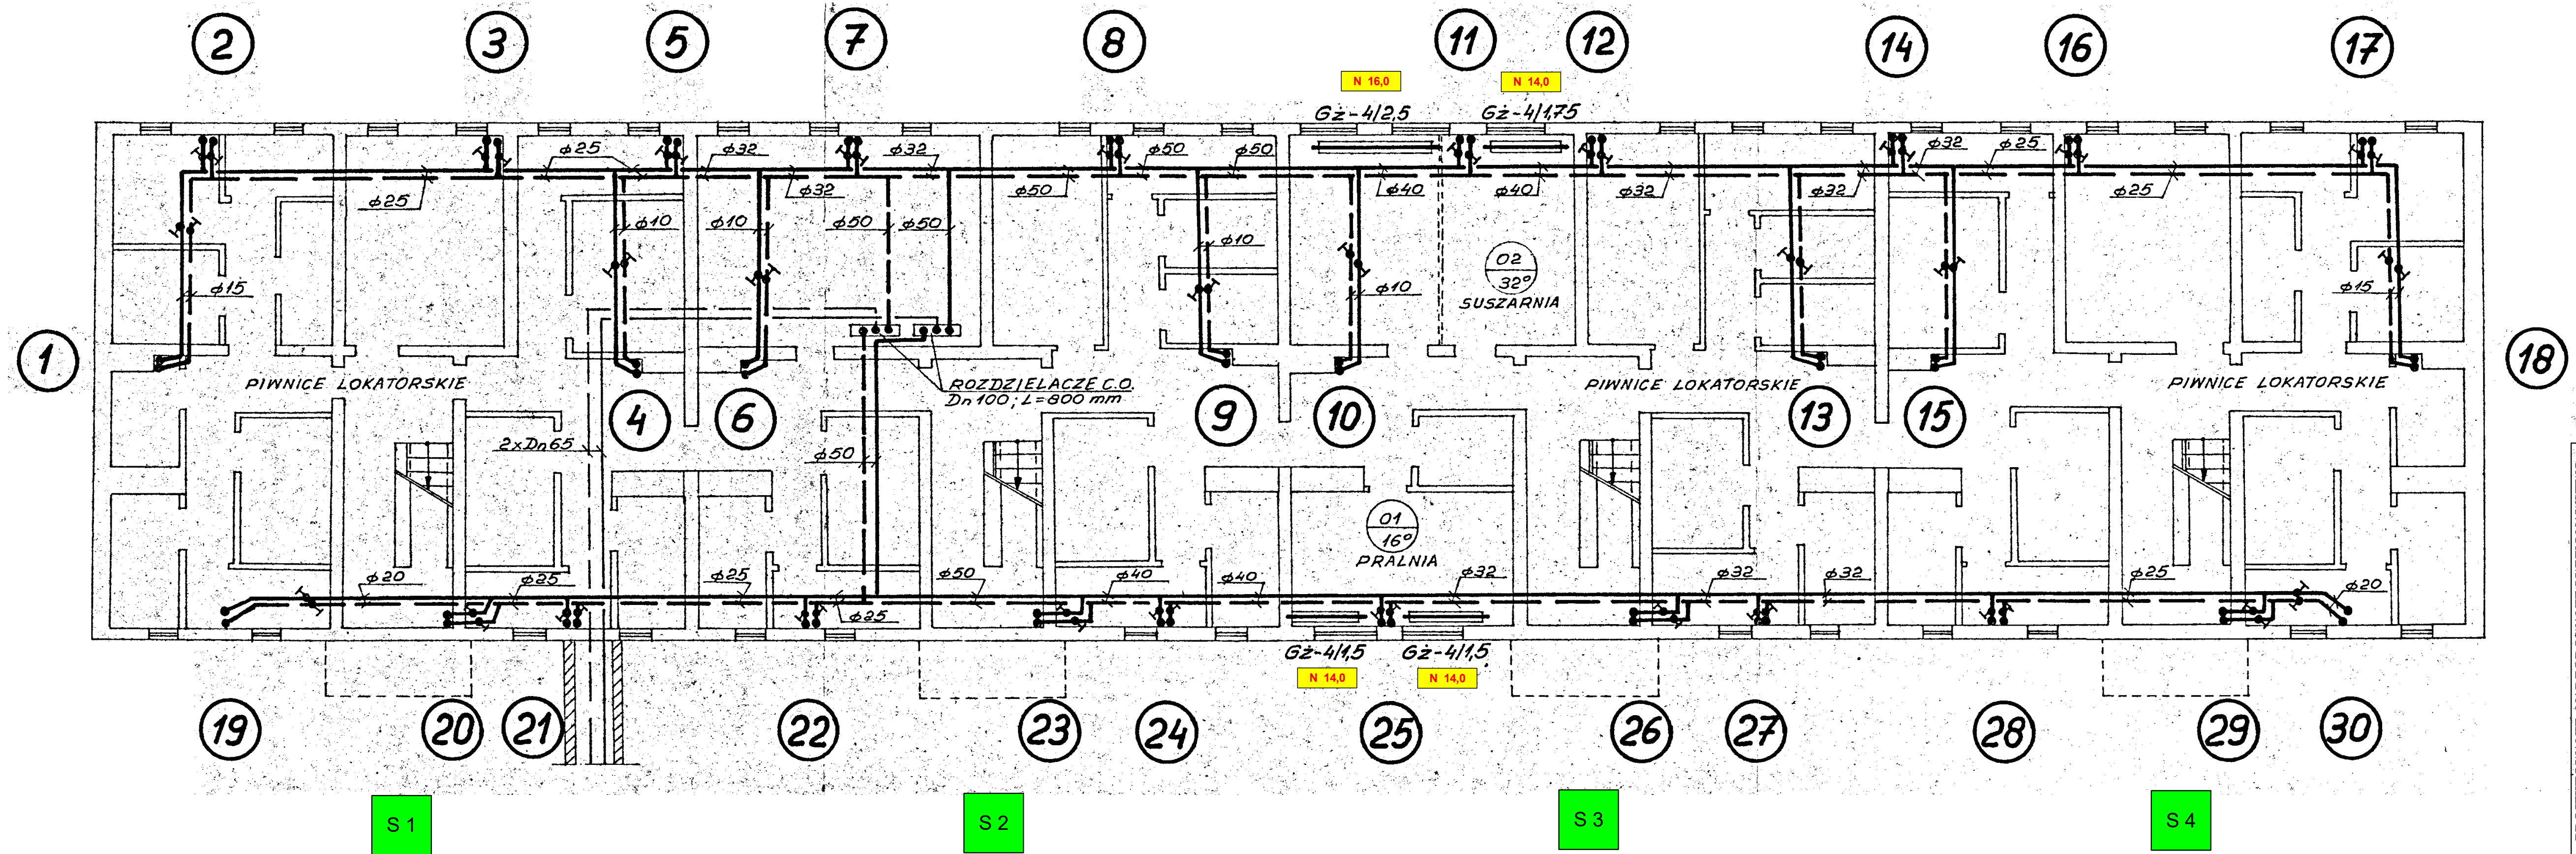 2 3 5 7 8 11 12 14 16 17
N 16,0 N 14,0
Gż-4/2,5 Gż-4/1,75
ϕ25 ϕ32 ϕ32 ϕ50 ϕ50 ϕ32 ϕ25
ϕ25 ϕ32 ϕ50 ϕ40 ϕ40 ϕ32 ϕ32 ϕ25
ϕ10 ϕ10 ϕ50 ϕ50
ϕ10
02
32°
SUSZARNIA
ϕ15 ϕ10 ϕ15
1 18
PIWNICE LOKATORSKIE PIWNICE LOKATORSKIE PIWNICE LOKATORSKIE
ROZDZIELACZE C.O.
Dn100; L=800 mm
4 6 9 10 13 15
2xDn65
ϕ50
01
16°
PRALNIA
ϕ20 ϕ25 ϕ25 ϕ50 ϕ40 ϕ40 ϕ32 ϕ32 ϕ32 ϕ25 ϕ20
ϕ25
Gż-4/1,5 Gż-4/1,5
N 14,0 N 14,0
19 20 21 22 23 24 25 26 27 28 29 30
S 1 S 2 S 3 S 4